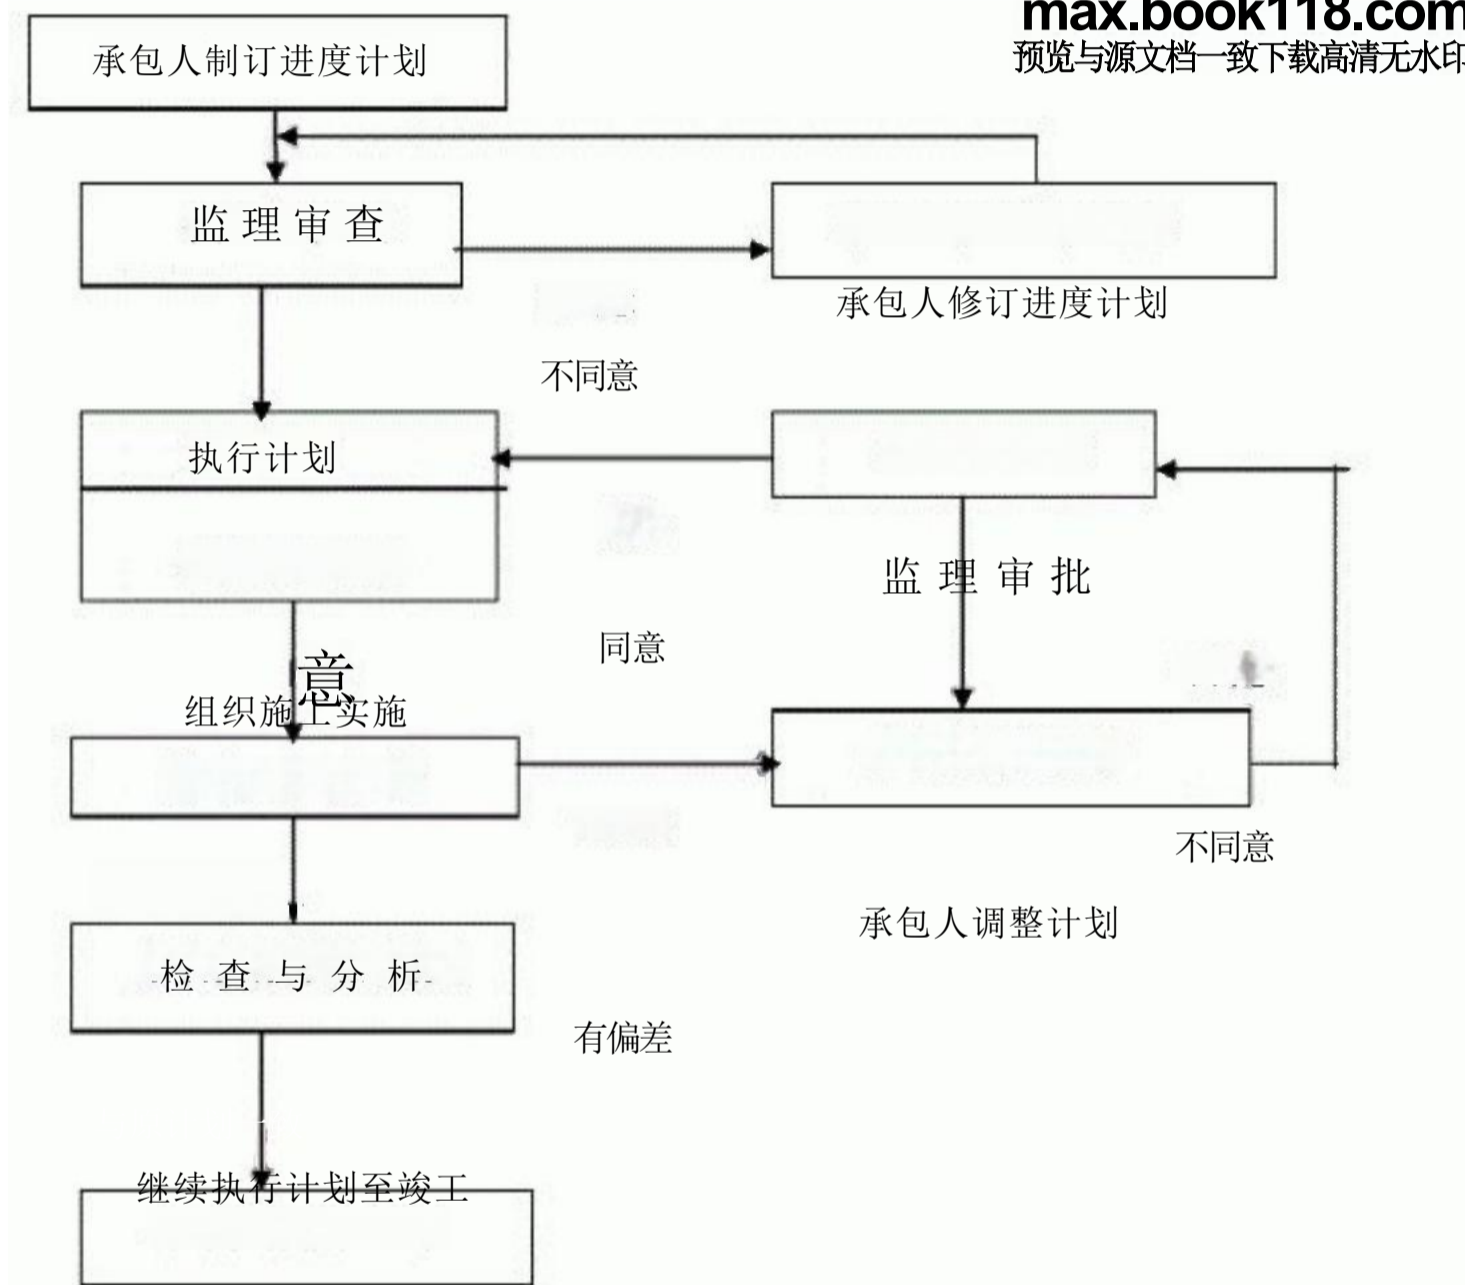 max.book118.com
预览与源文档一致下载高清无水印
承包人制订进度计划
监理审查
承包人修订进度计划
不同意
执行计划
监理审批
同意
意
组织施工实施
不同意
承包人调整计划
检查与分析
有偏差
继续执行计划至竣工